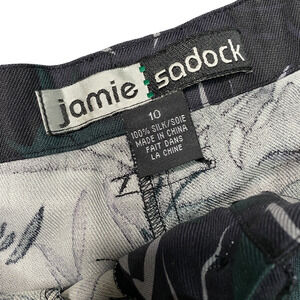 jamie sadock
10
100% SILK/SOIE
MADE IN CHINA
FAIT DANS
LA CHINE